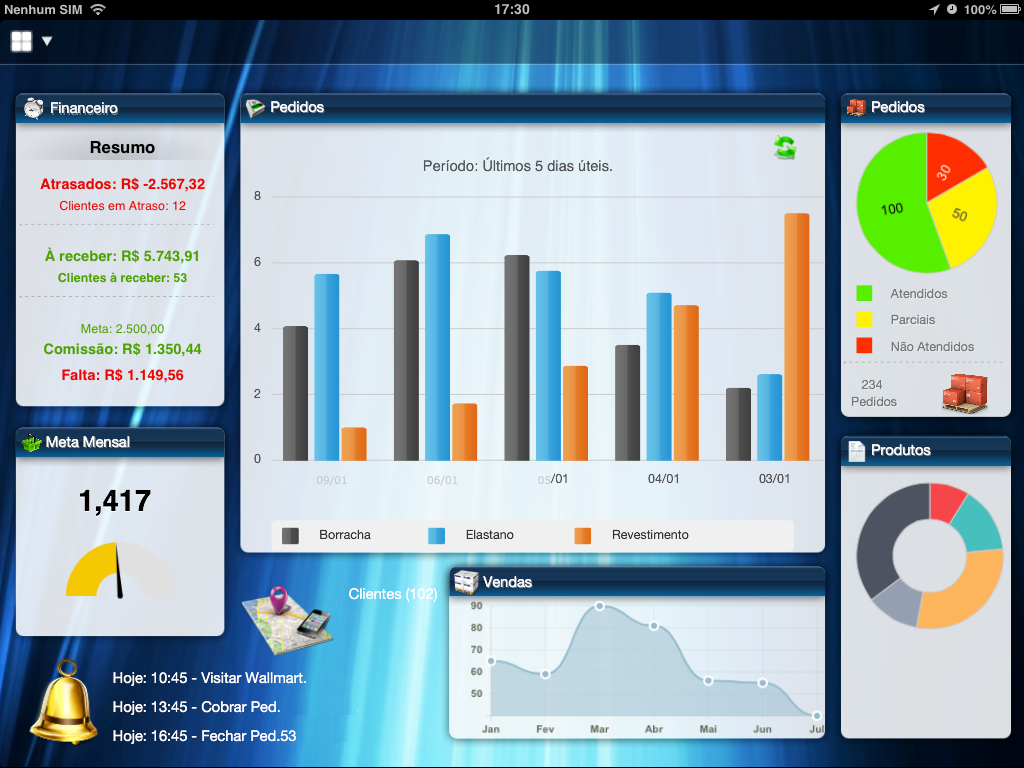 Nenhum SIM
17:30
100%
Financeiro
Resumo
Atrasados: R$ -2.567,32
Clientes em Atraso: 12
À receber: R$ 5.743,91
Clientes à receber: 53
Meta: 2.500,00
Comissão: R$ 1.350,44
Falta: R$ 1.149,56
Meta Mensal
1,417
Pedidos
Período: Últimos 5 dias úteis.
8
6
4
2
0
09/01
06/01
05/01
04/01
03/01
Borracha
Elastano
Revestimento
Pedidos
30
100
50
Atendidos
Parciais
Não Atendidos
234
Pedidos
Produtos
Clientes (102)
Vendas
90
80
70
60
50
Jan
Fev
Mar
Abr
Mai
Jun
Jul
Hoje: 10:45 - Visitar Wallmart.
Hoje: 13:45 - Cobrar Ped.
Hoje: 16:45 - Fechar Ped.53